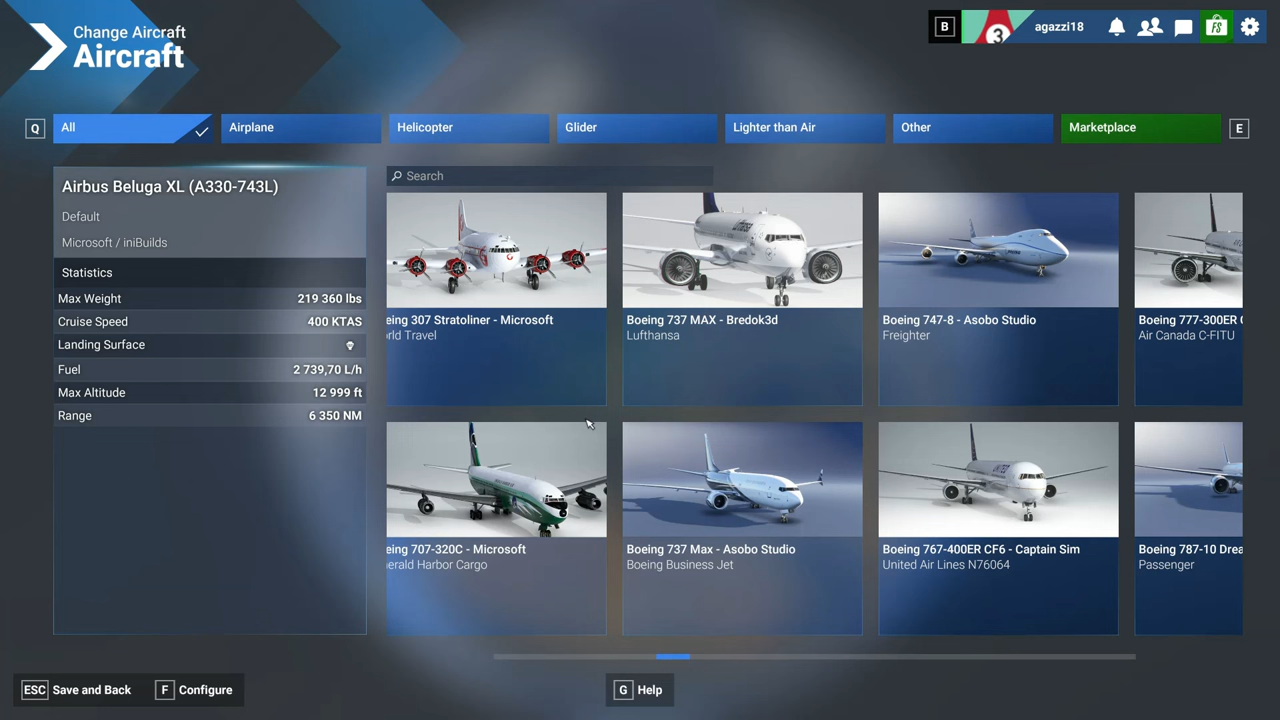 Change Aircraft
Aircraft
B
3
agazzi18
FS
Q
All
Airplane
Helicopter
Glider
Lighter than Air
Other
Marketplace
E
Airbus Beluga XL (A330-743L)
Default
Microsoft / iniBuilds
Statistics
Max Weight 219 360 lbs
Cruise Speed 400 KTAS
Landing Surface
Fuel 2 739,70 L/h
Max Altitude 12 999 ft
Range 6 350 NM
Search
eing 307 Stratoliner - Microsoft
rld Travel
Boeing 737 MAX - Bredok3d
Lufthansa
Boeing 747-8 - Asobo Studio
Freighter
Boeing 777-300ER
Air Canada C-FITU
eing 707-320C - Microsoft
erald Harbor Cargo
Boeing 737 Max - Asobo Studio
Boeing Business Jet
Boeing 767-400ER CF6 - Captain Sim
United Air Lines N76064
Boeing 787-10 Drea
Passenger
ESC Save and Back
F Configure
G Help